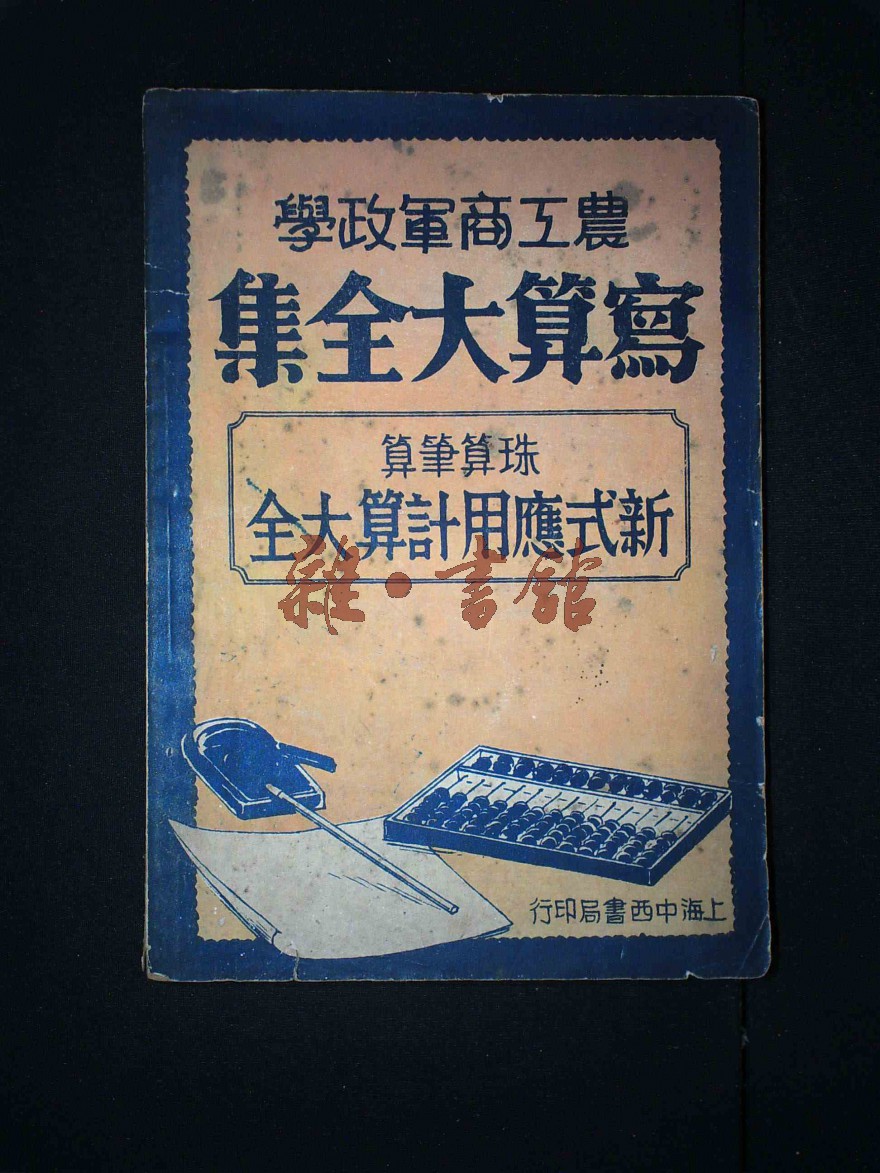 農工商軍政學
寫算大全集
珠算筆算
新式應用計算大全
雜·書館
上海中西書局印行